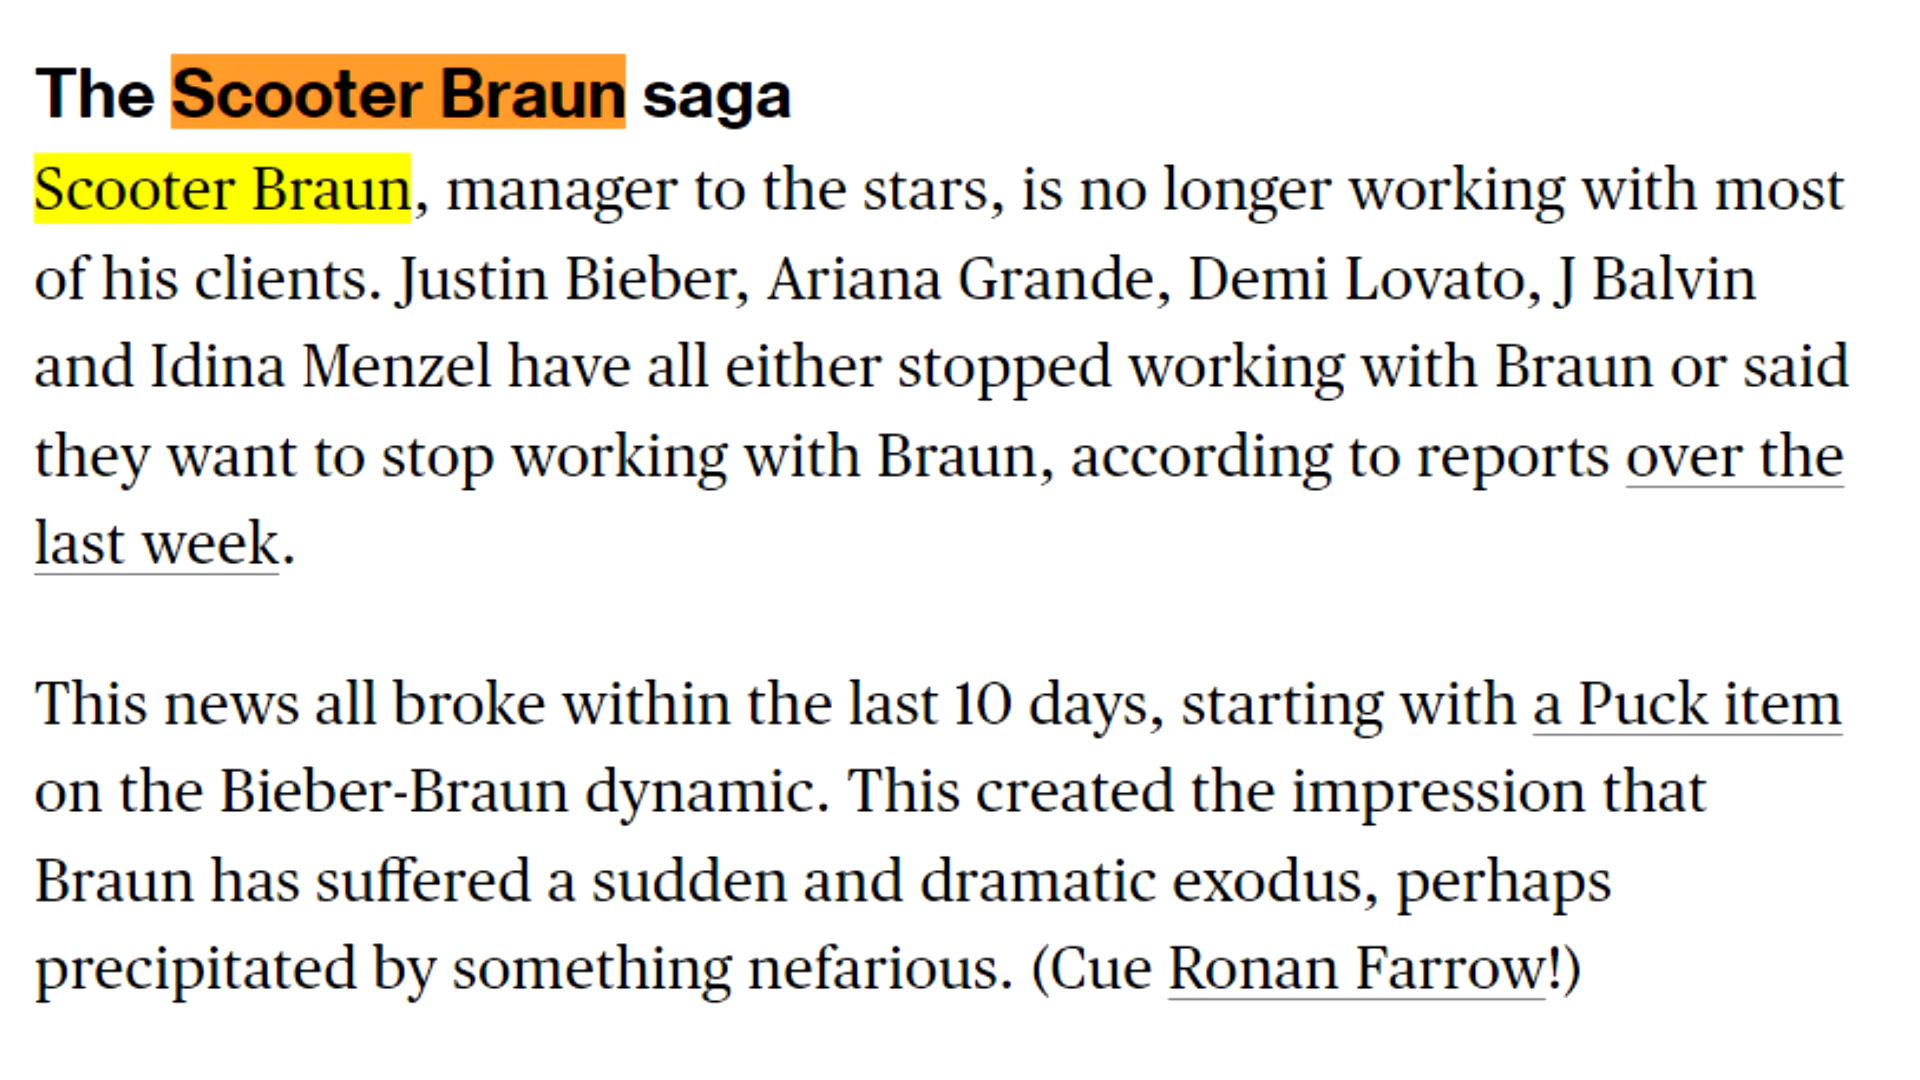 The Scooter Braun saga
Scooter Braun, manager to the stars, is no longer working with most
of his clients. Justin Bieber, Ariana Grande, Demi Lovato, J Balvin
and Idina Menzel have all either stopped working with Braun or said
they want to stop working with Braun, according to reports over the
last week.
This news all broke within the last 10 days, starting with a Puck item
on the Bieber-Braun dynamic. This created the impression that
Braun has suffered a sudden and dramatic exodus, perhaps
precipitated by something nefarious. (Cue Ronan Farrow!)